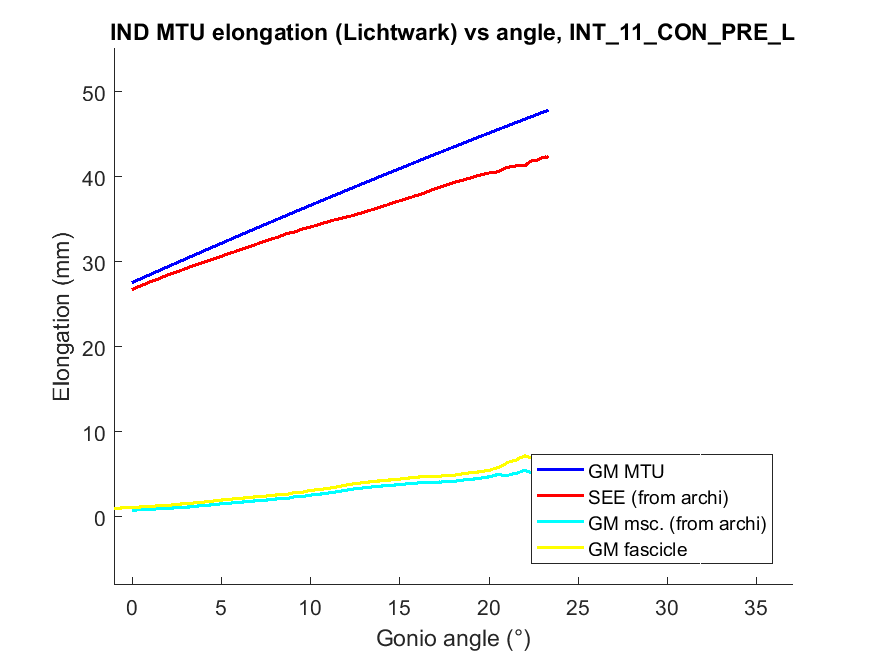 IND MTU elongation (Lichtwark) vs angle, INT_11_CON_PRE_L
50
40
30
20
10
0
Elongation (mm)
GM MTU
SEE (from archi)
GM msc. (from archi)
GM fascicle
0 5 10 15 20 25 30 35
Gonio angle (°)